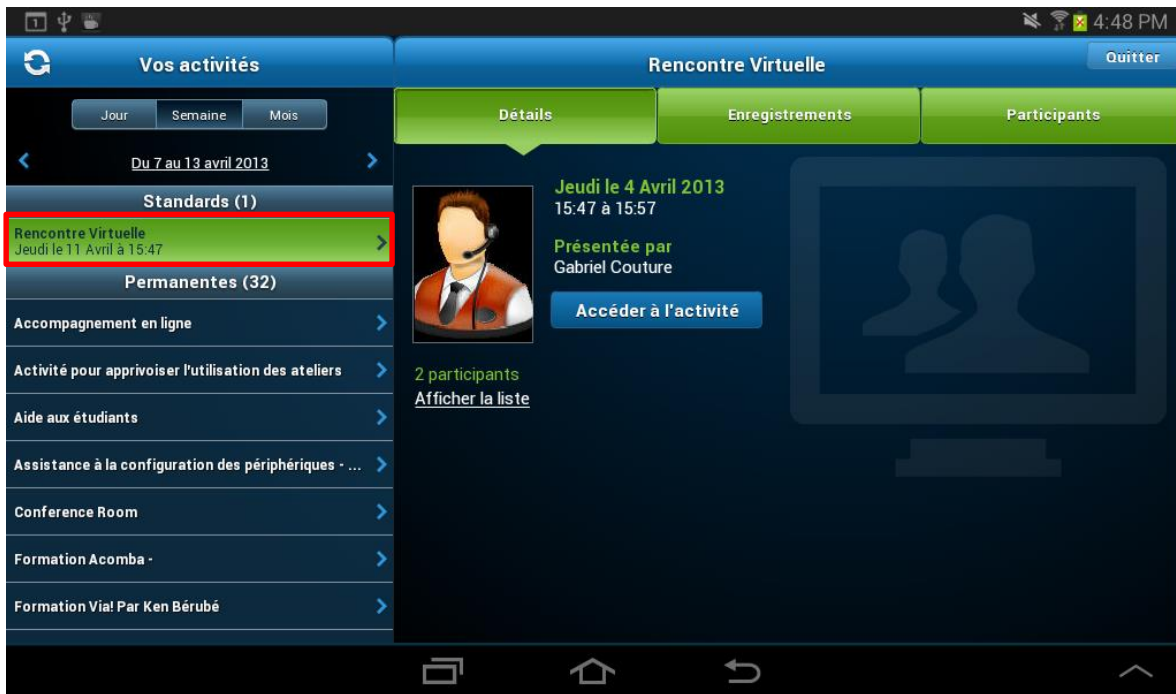 1
4:48 PM
Vos activités
Jour Semaine Mois
Du 7 au 13 avril 2013
Standards (1)
Rencontre Virtuelle
Jeudi le 11 Avril à 15:47
Permanentes (32)
Accompagnement en ligne
Activité pour apprivoiser l'utilisation des ateliers
Aide aux étudiants
Assistance à la configuration des périphériques - ...
Conference Room
Formation Acomba -
Formation Via! Par Ken Bérubé
Rencontre Virtuelle
Quitter
Détails Enregistrements Participants
Jeudi le 4 Avril 2013
15:47 à 15:57
Présentée par
Gabriel Couture
Accéder à l'activité
2 participants
Afficher la liste